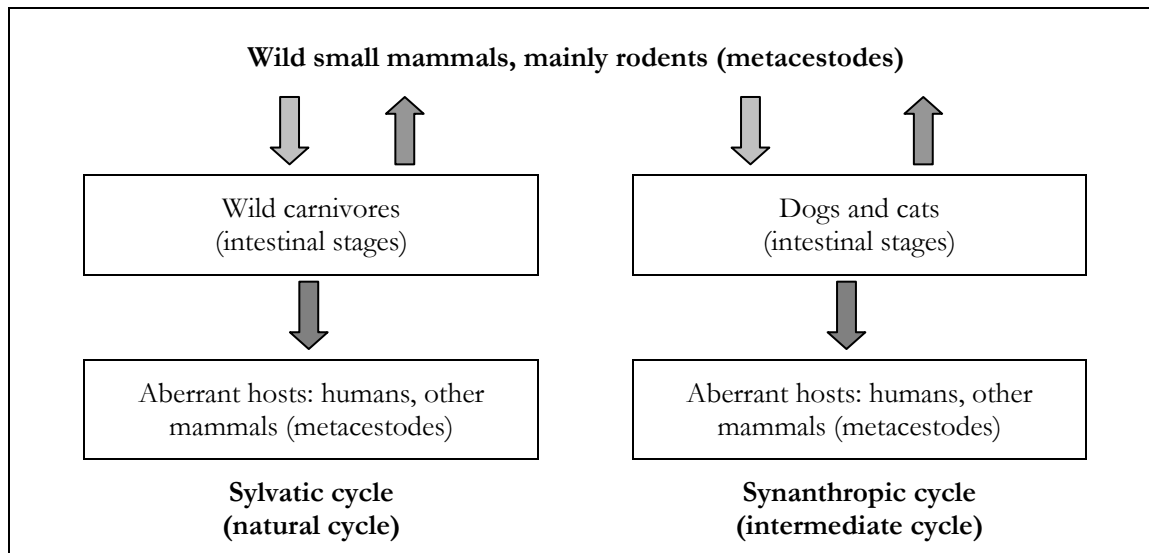 Wild small mammals, mainly rodents (metacestodes)
Wild carnivores
(intestinal stages)
Dogs and cats
(intestinal stages)
Aberrant hosts: humans, other
mammals (metacestodes)
Aberrant hosts: humans, other
mammals (metacestodes)
Sylvatic cycle
(natural cycle)
Synanthropic cycle
(intermediate cycle)